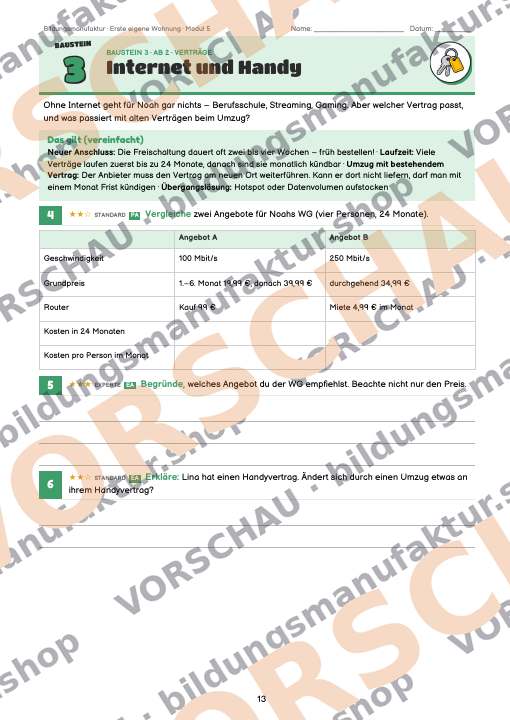 Bildungsmanufaktur · Erste eigene Wohnung · Modul 5 Name: Datum:
BAUSTEIN
3
BAUSTEIN 3 · AB 2 · VERTRÄGE
Internet und Handy
Ohne Internet geht für Noah gar nichts – Berufsschule, Streaming, Gaming. Aber welcher Vertrag passt,
und was passiert mit alten Verträgen beim Umzug?
Das gilt (vereinfacht)
Neuer Anschluss: Die Freischaltung dauert oft zwei bis vier Wochen – früh bestellen! · Laufzeit: Viele
Verträge laufen zuerst bis zu 24 Monate, danach sind sie monatlich kündbar · Umzug mit bestehendem
Vertrag: Der Anbieter muss den Vertrag am neuen Ort weiterführen. Kann er dort nicht liefern, darf man mit
einem Monat Frist kündigen · Übergangslösung: Hotspot oder Datenvolumen aufstocken
4 ★★☆ STANDARD PA Vergleiche zwei Angebote für Noahs WG (vier Personen, 24 Monate).
Angebot A Angebot B
Geschwindigkeit 100 Mbit/s 250 Mbit/s
Grundpreis 1.–6. Monat 19,99 €, danach 39,99 € durchgehend 34,99 €
Router Kauf 99 € Miete 4,99 € im Monat
Kosten in 24 Monaten
Kosten pro Person im Monat
5 ★★★ EXPERTE EA Begründe, welches Angebot du der WG empfiehlst. Beachte nicht nur den Preis.
6 ★★☆ STANDARD EA Erkläre: Lina hat einen Handyvertrag. Ändert sich durch einen Umzug etwas an
ihrem Handyvertrag?
13
VORSCHAU · bildungsmanufaktur.shop